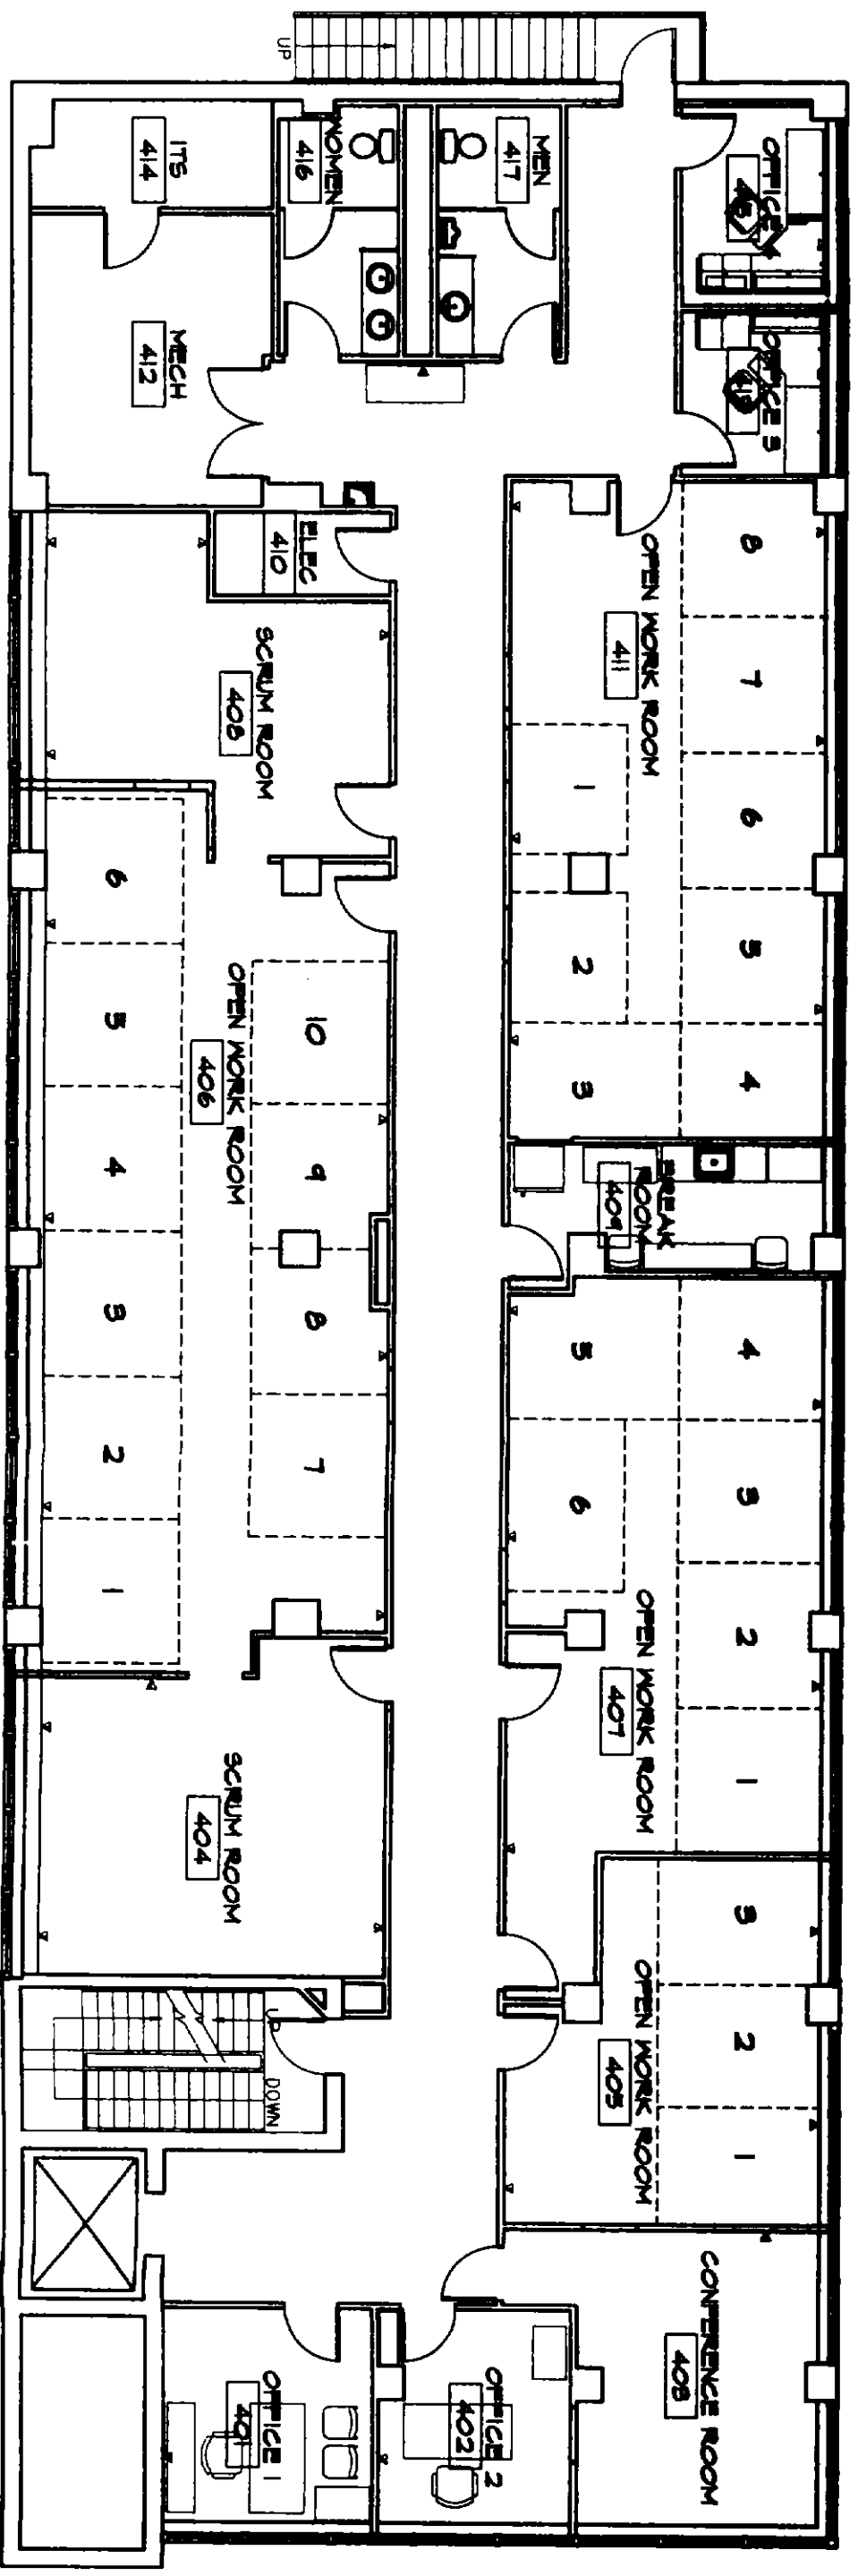 UP
ITS
414
WOMEN
416
MEN
417
OFFICE 4
MECH
412
OFFICE 3
ELEC
410
SCRUM ROOM
408
OPEN WORK ROOM
411
8
7
6
5
4
3
2
1
OPEN WORK ROOM
406
6
5
4
3
2
1
10
9
8
7
BREAK
ROOM
409
OPEN WORK ROOM
407
5
4
6
3
2
1
SCRUM ROOM
404
OPEN WORK ROOM
405
3
2
1
UP
DOWN
CONFERENCE ROOM
403
OFFICE 1
401
OFFICE 2
402